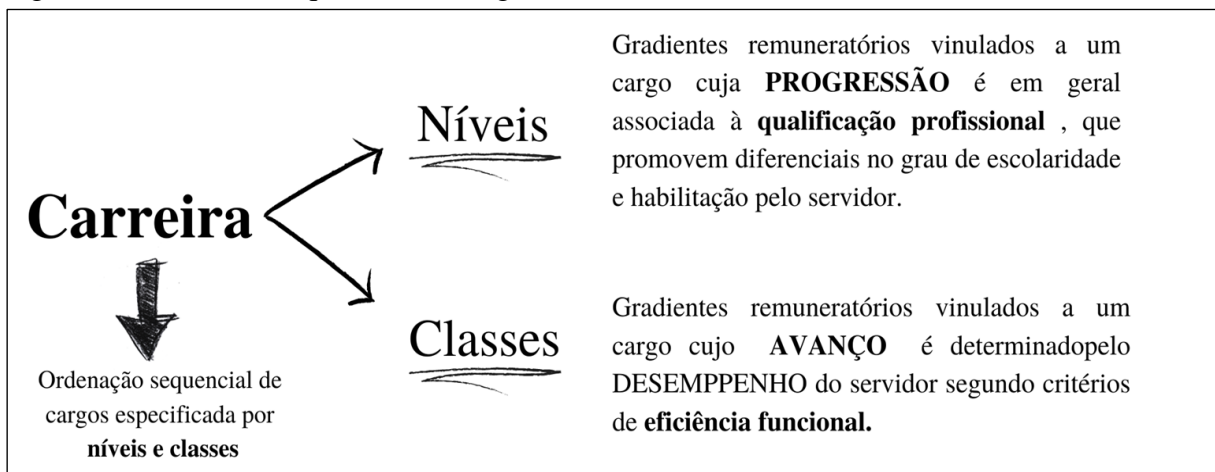 Carreira
Ordenação sequencial de
cargos especificada por
níveis e classes
Níveis
Gradientes remuneratórios vinulados a um
cargo cuja PROGRESSÃO é em geral
associada à qualificação profissional , que
promovem diferenciais no grau de escolaridade
e habilitação pelo servidor.
Classes
Gradientes remuneratórios vinulados a um
cargo cujo AVANÇO é determinadopelo
DESEMPPENHO do servidor segundo critérios
de eficiência funcional.